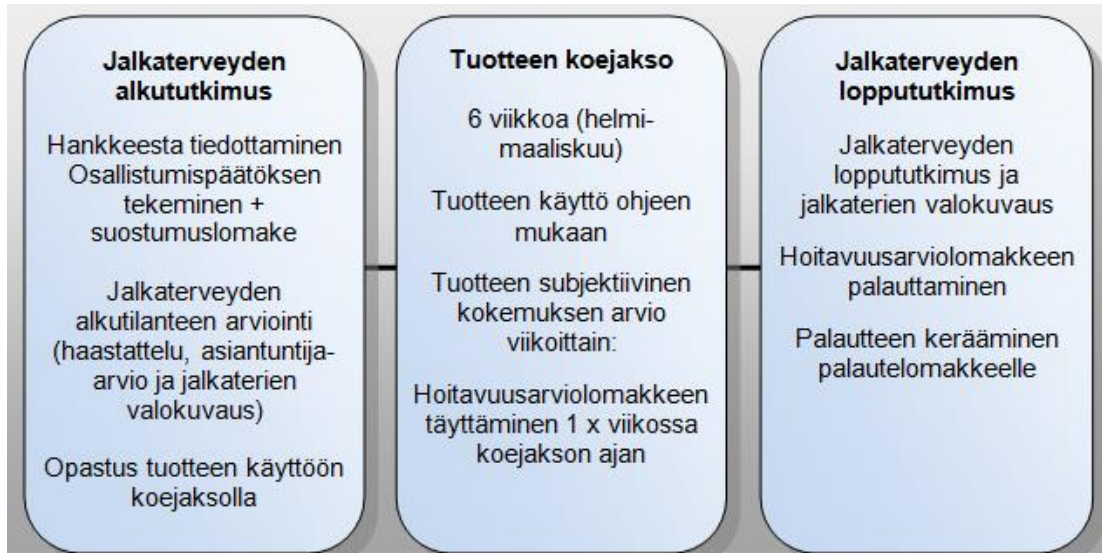 Jalkaterveyden
alkututkimus
Hankkeesta tiedottaminen
Osallistumispäätöksen
tekeminen +
suostumuslomake
Jalkaterveyden
alkutilanteen arviointi
(haastattelu, asiantuntija-
arvio ja jalkaterien
valokuvaus)
Opastus tuotteen käyttöön
koejaksolla
Tuotteen koejakso
6 viikkoa (helmi-
maaliskuu)
Tuotteen käyttö ohjeen
mukaan
Tuotteen subjektiivinen
kokemuksen arvio
viikoittain:
Hoitavuusarviolomakkeen
täyttäminen 1 x viikossa
koejakson ajan
Jalkaterveyden
loppututkimus
Jalkaterveyden
loppututkimus ja
jalkaterien valokuvaus
Hoitavuusarviolomakkeen
palauttaminen
Palautteen kerääminen
palautelomakkeelle